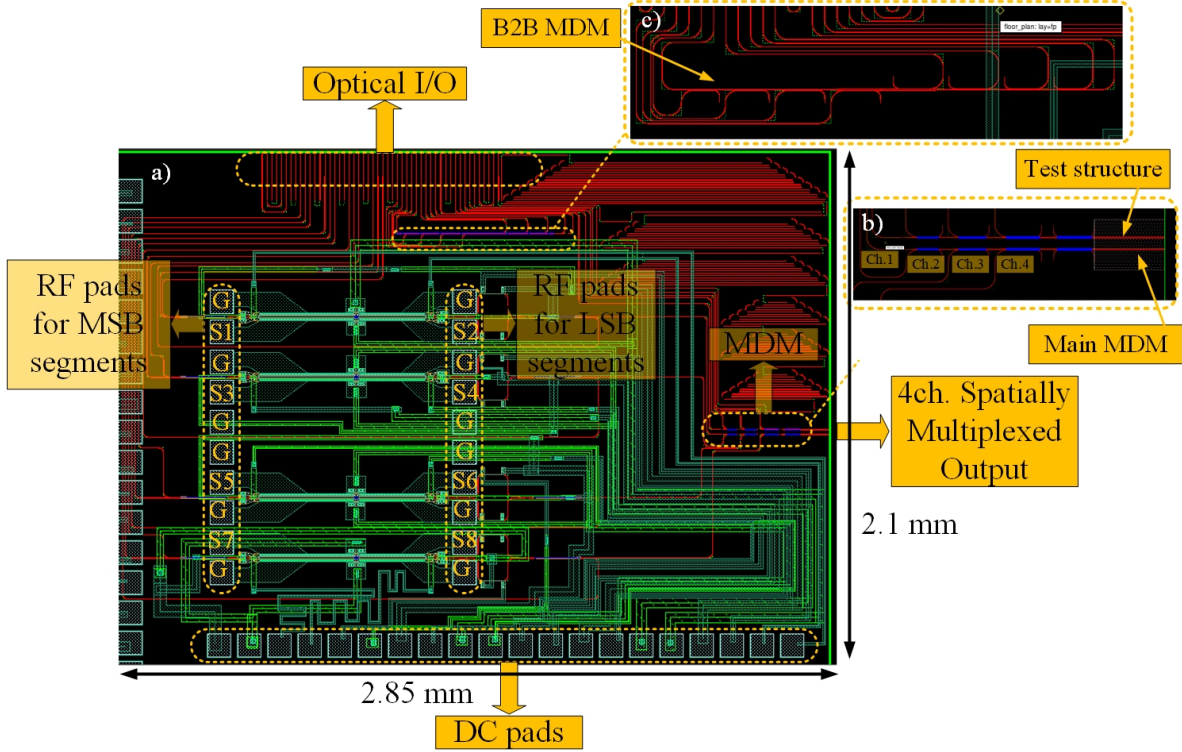 c)
B2B MDM
floor_plan: lay=fp
Optical I/O
a)
Test structure
b)
Ch.1
Ch.2
Ch.3
Ch.4
Main MDM
RF pads
for MSB
segments
G
S1
G
S3
G
G
S5
G
S7
G
G
S2
G
S4
G
G
S6
G
S8
G
RF pads
for LSB
segments
MDM
4ch. Spatially
Multiplexed
Output
2.1 mm
2.85 mm
DC pads